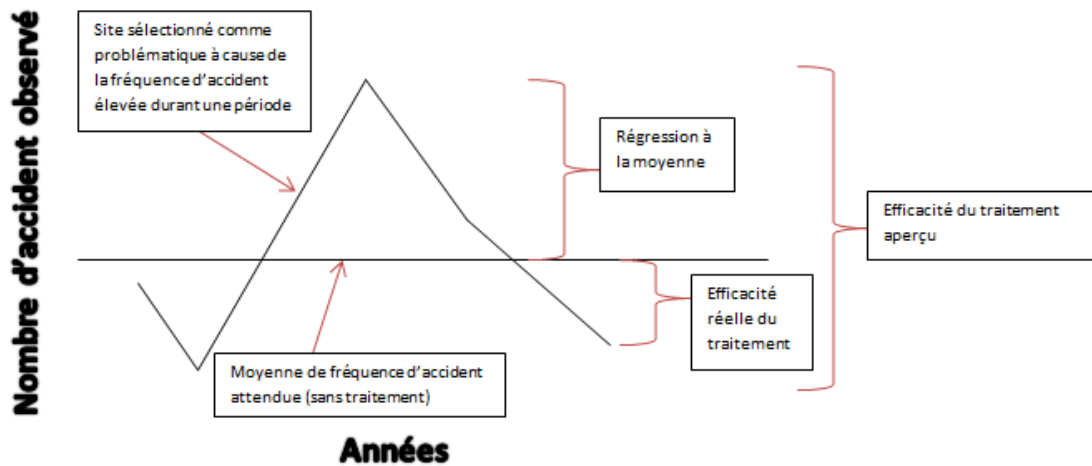 Nombre d'accident observé
Site sélectionné comme
problématique à cause de
la fréquence d'accident
élevée durant une période
Régression à
la moyenne
Efficacité du traitement
aperçu
Efficacité
réelle du
traitement
Moyenne de fréquence d'accident
attendue (sans traitement)
Années